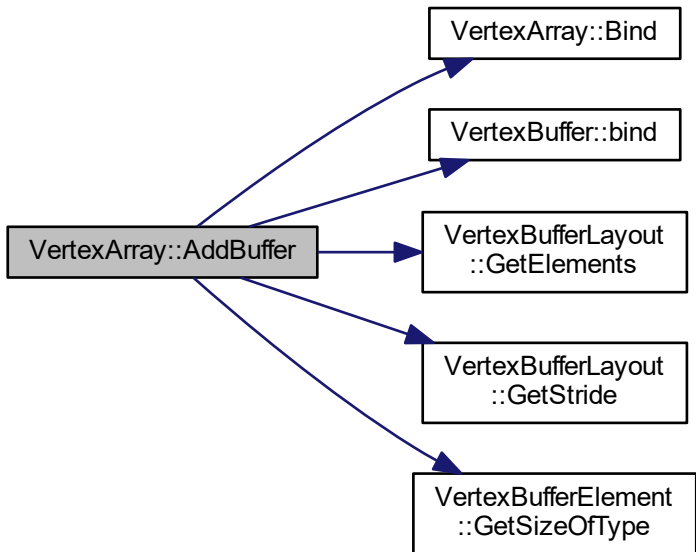 VertexArray::Bind
VertexBuffer::bind
VertexArray::AddBuffer
VertexBufferLayout
::GetElements
VertexBufferLayout
::GetStride
VertexBufferElement
::GetSizeOfType